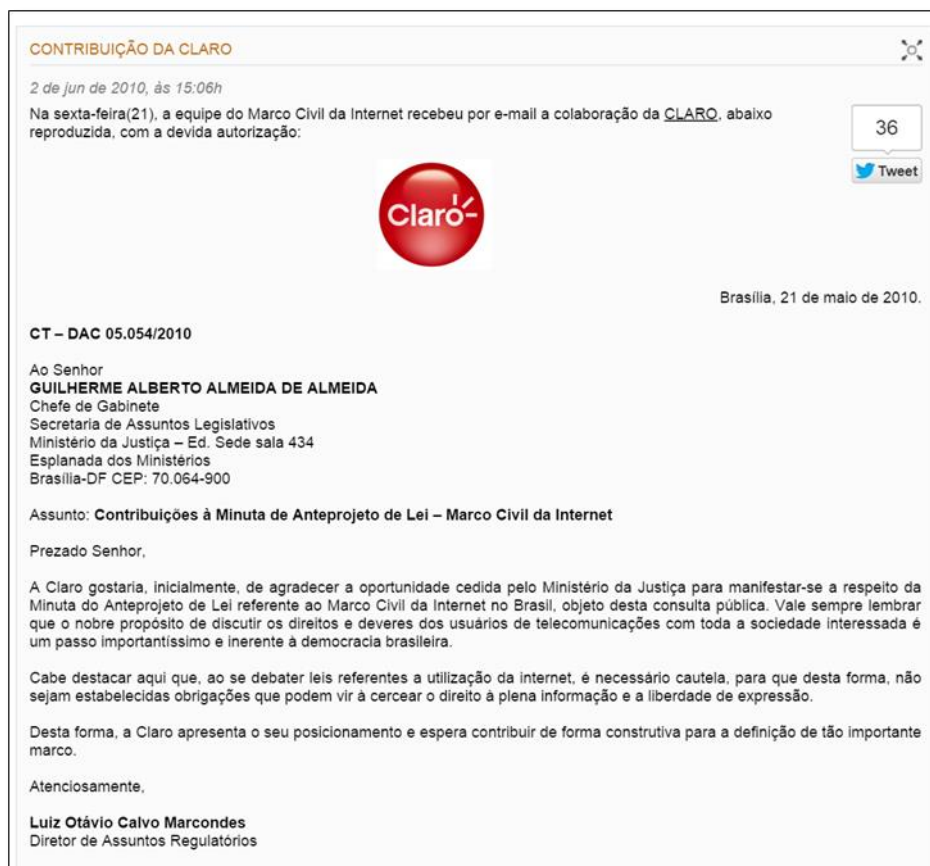 CONTRIBUIÇÃO DA CLARO
2 de jun de 2010, às 15:06h
Na sexta-feira(21), a equipe do Marco Civil da Internet recebeu por e-mail a colaboração da CLARO, abaixo
reproduzida, com a devida autorização:
36
Tweet
Claro
Brasília, 21 de maio de 2010.
CT – DAC 05.054/2010
Ao Senhor
GUILHERME ALBERTO ALMEIDA DE ALMEIDA
Chefe de Gabinete
Secretaria de Assuntos Legislativos
Ministério da Justiça – Ed. Sede sala 434
Esplanada dos Ministérios
Brasília-DF CEP: 70.064-900
Assunto: Contribuições à Minuta de Anteprojeto de Lei – Marco Civil da Internet
Prezado Senhor,
A Claro gostaria, inicialmente, de agradecer a oportunidade cedida pelo Ministério da Justiça para manifestar-se a respeito da
Minuta do Anteprojeto de Lei referente ao Marco Civil da Internet no Brasil, objeto desta consulta pública. Vale sempre lembrar
que o nobre propósito de discutir os direitos e deveres dos usuários de telecomunicações com toda a sociedade interessada é
um passo importantíssimo e inerente à democracia brasileira.
Cabe destacar aqui que, ao se debater leis referentes a utilização da internet, é necessário cautela, para que desta forma, não
sejam estabelecidas obrigações que podem vir à cercear o direito à plena informação e a liberdade de expressão.
Desta forma, a Claro apresenta o seu posicionamento e espera contribuir de forma construtiva para a definição de tão importante
marco.
Atenciosamente,
Luiz Otávio Calvo Marcondes
Diretor de Assuntos Regulatórios